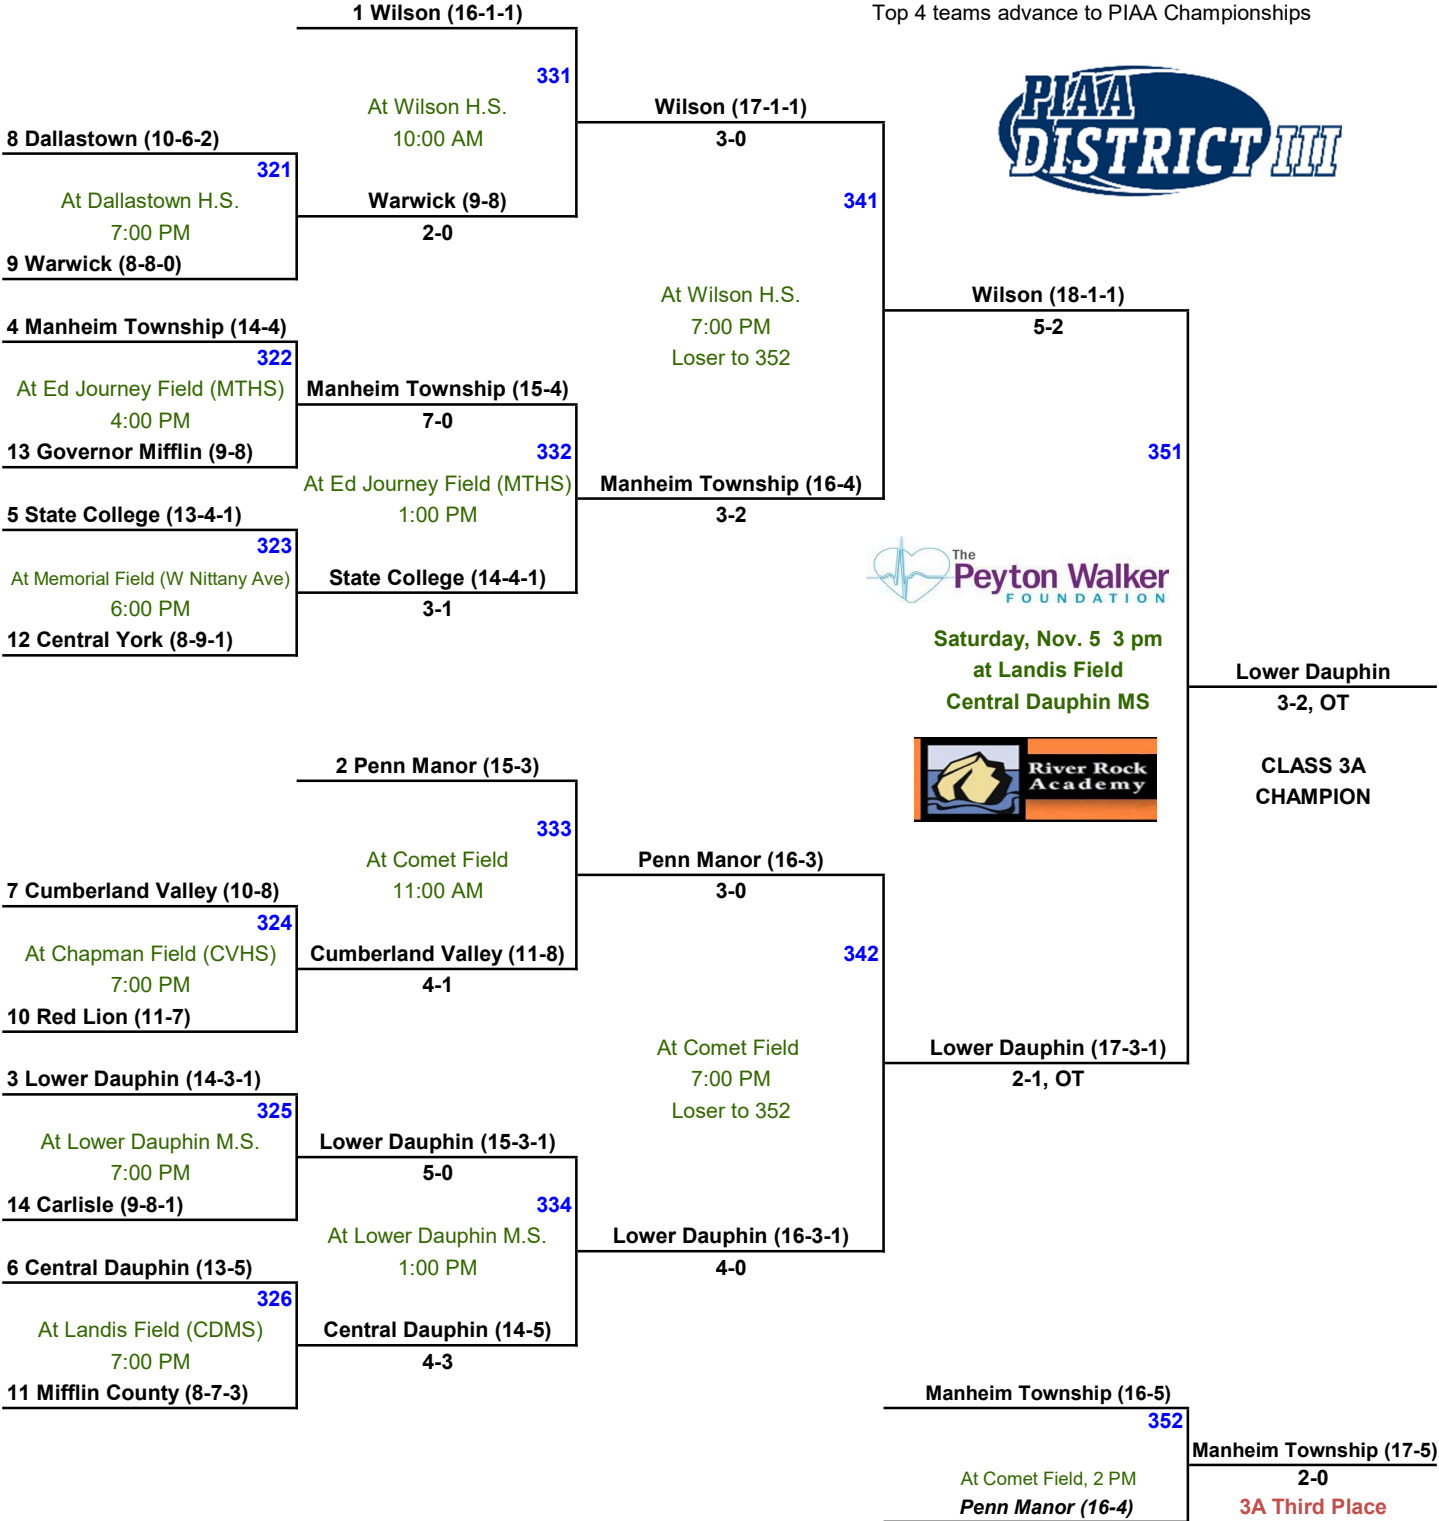 1 Wilson (16-1-1)
Top 4 teams advance to PIAA Championships
PIAA
DISTRICT III
331
At Wilson H.S.
10:00 AM
Wilson (17-1-1)
3-0
8 Dallastown (10-6-2)
321
At Dallastown H.S.
7:00 PM
9 Warwick (8-8-0)
Warwick (9-8)
2-0
341
At Wilson H.S.
7:00 PM
Loser to 352
Wilson (18-1-1)
5-2
4 Manheim Township (14-4)
322
At Ed Journey Field (MTHS)
4:00 PM
13 Governor Mifflin (9-8)
Manheim Township (15-4)
7-0
332
At Ed Journey Field (MTHS)
1:00 PM
Manheim Township (16-4)
3-2
351
5 State College (13-4-1)
323
At Memorial Field (W Nittany Ave)
6:00 PM
12 Central York (8-9-1)
State College (14-4-1)
3-1
The
Peyton Walker
FOUNDATION
Saturday, Nov. 5 3 pm
at Landis Field
Central Dauphin MS
Lower Dauphin
3-2, OT
River Rock
Academy
CLASS 3A
CHAMPION
2 Penn Manor (15-3)
333
At Comet Field
11:00 AM
Penn Manor (16-3)
3-0
7 Cumberland Valley (10-8)
324
At Chapman Field (CVHS)
7:00 PM
10 Red Lion (11-7)
Cumberland Valley (11-8)
4-1
342
At Comet Field
7:00 PM
Loser to 352
Lower Dauphin (17-3-1)
2-1, OT
3 Lower Dauphin (14-3-1)
325
At Lower Dauphin M.S.
7:00 PM
14 Carlisle (9-8-1)
Lower Dauphin (15-3-1)
5-0
334
At Lower Dauphin M.S.
1:00 PM
Lower Dauphin (16-3-1)
4-0
6 Central Dauphin (13-5)
326
At Landis Field (CDMS)
7:00 PM
11 Mifflin County (8-7-3)
Central Dauphin (14-5)
4-3
Manheim Township (16-5)
352
At Comet Field, 2 PM
Penn Manor (16-4)
Manheim Township (17-5)
2-0
3A Third Place